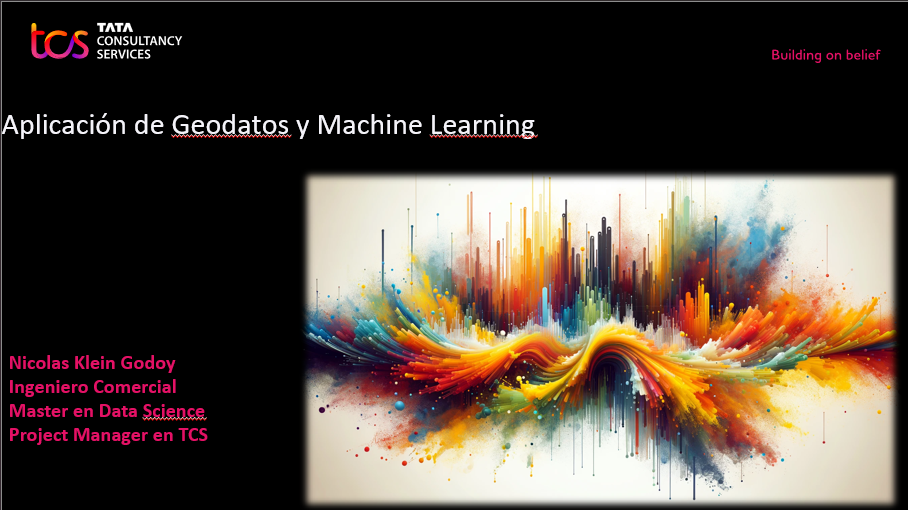 tcs TATA
CONSULTANCY
SERVICES
Building on belief
Aplicación de Geodatos y Machine Learning
Nicolas Klein Godoy
Ingeniero Comercial
Master en Data Science
Project Manager en TCS